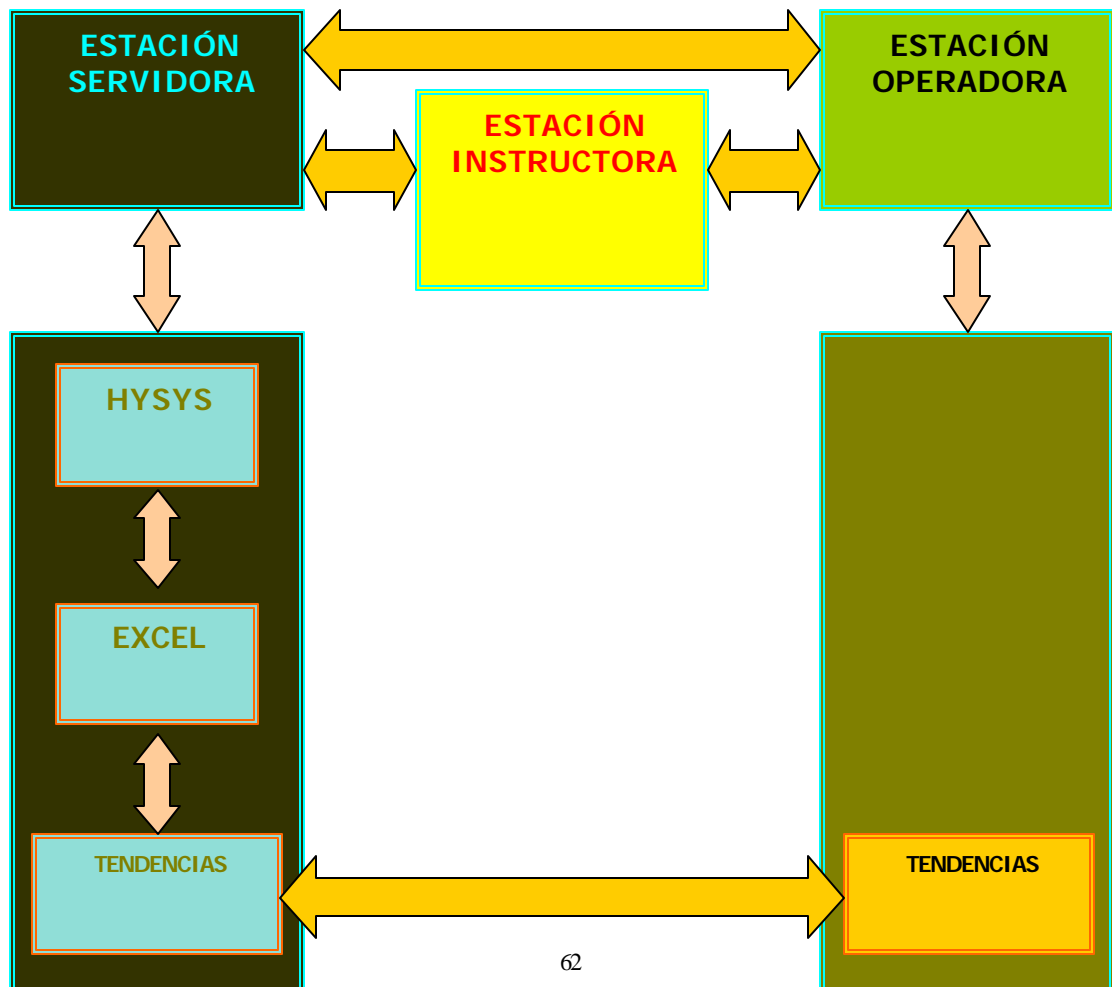 ESTACIÓN
SERVIDORA
ESTACIÓN
OPERADORA
ESTACIÓN
INSTRUCTORA
HYSYS
EXCEL
TENDENCIAS
TENDENCIAS
62